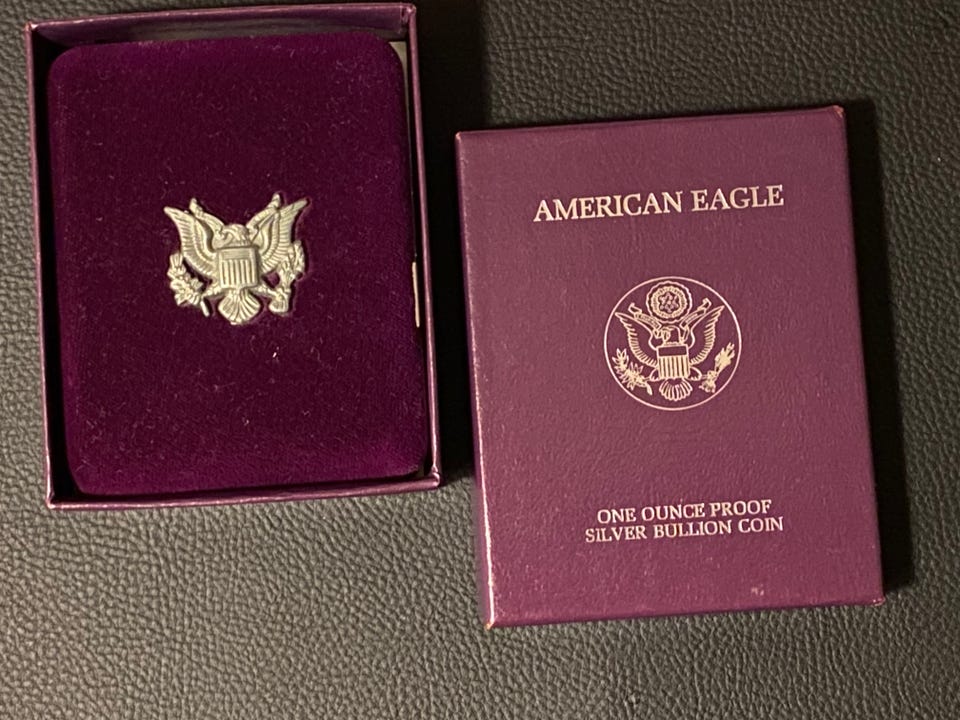 AMERICAN EAGLE
ONE OUNCE PROOF
SILVER BULLION COIN